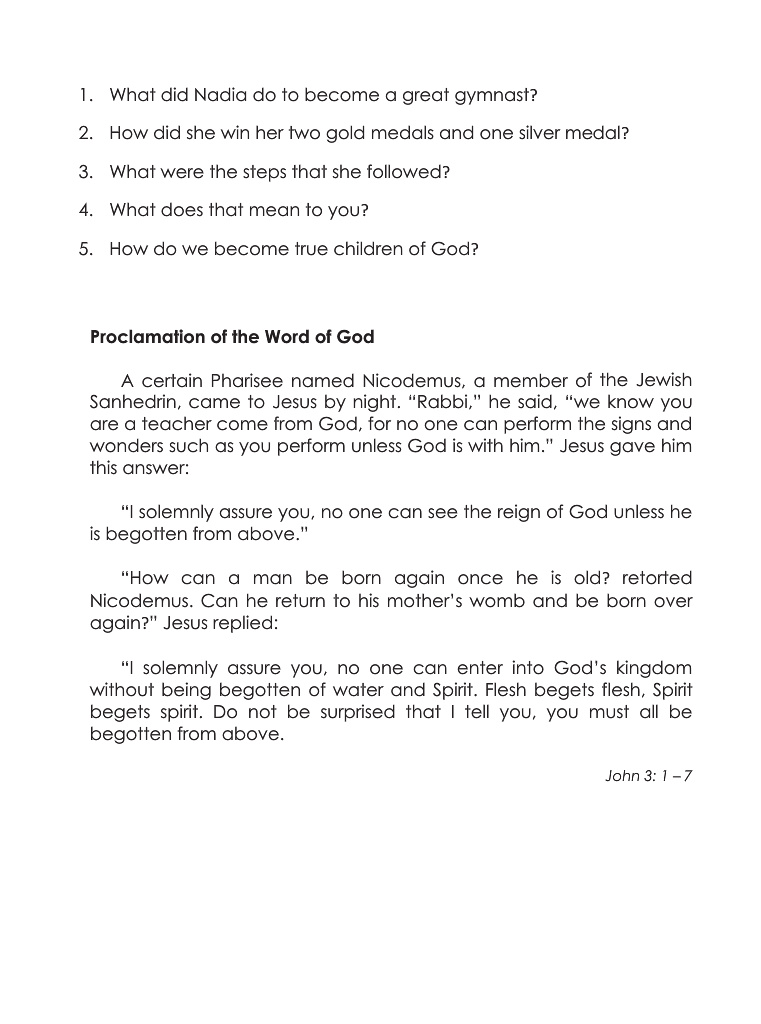 1. What did Nadia do to become a great gymnast?
2. How did she win her two gold medals and one silver medal?
3. What were the steps that she followed?
4. What does that mean to you?
5. How do we become true children of God?
Proclamation of the Word of God
A certain Pharisee named Nicodemus, a member of the Jewish
Sanhedrin, came to Jesus by night. “Rabbi,” he said, “we know you
are a teacher come from God, for no one can perform the signs and
wonders such as you perform unless God is with him.” Jesus gave him
this answer:
“I solemnly assure you, no one can see the reign of God unless he
is begotten from above.”
“How can a man be born again once he is old? retorted
Nicodemus. Can he return to his mother’s womb and be born over
again?” Jesus replied:
“I solemnly assure you, no one can enter into God’s kingdom
without being begotten of water and Spirit. Flesh begets flesh, Spirit
begets spirit. Do not be surprised that I tell you, you must all be
begotten from above.
John 3: 1 – 7